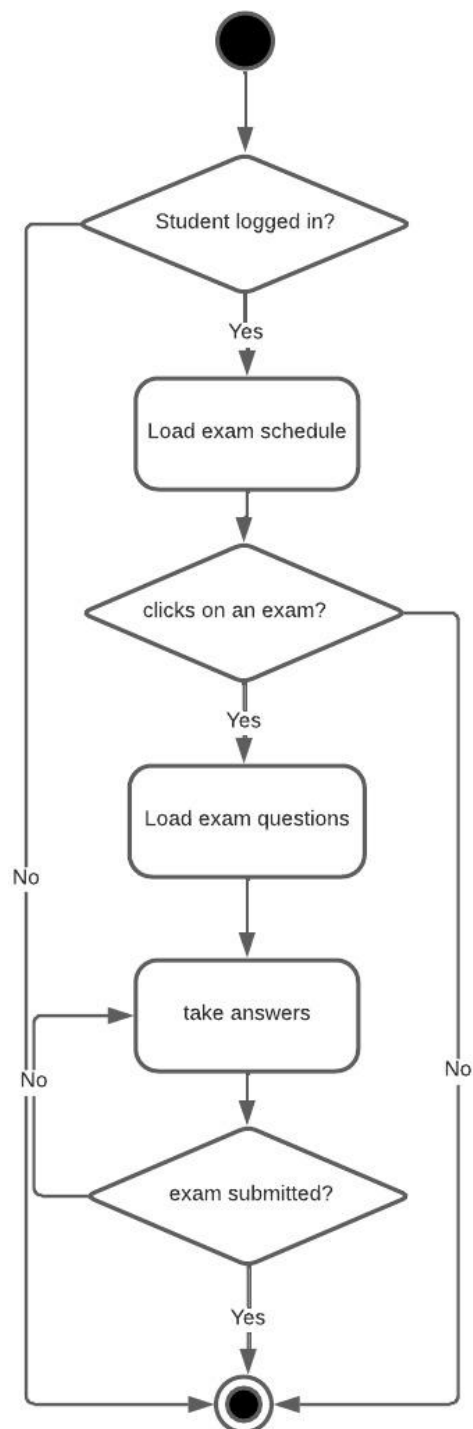 Student logged in?
Yes
Load exam schedule
clicks on an exam?
Yes
Load exam questions
No
take answers
No
No
exam submitted?
Yes